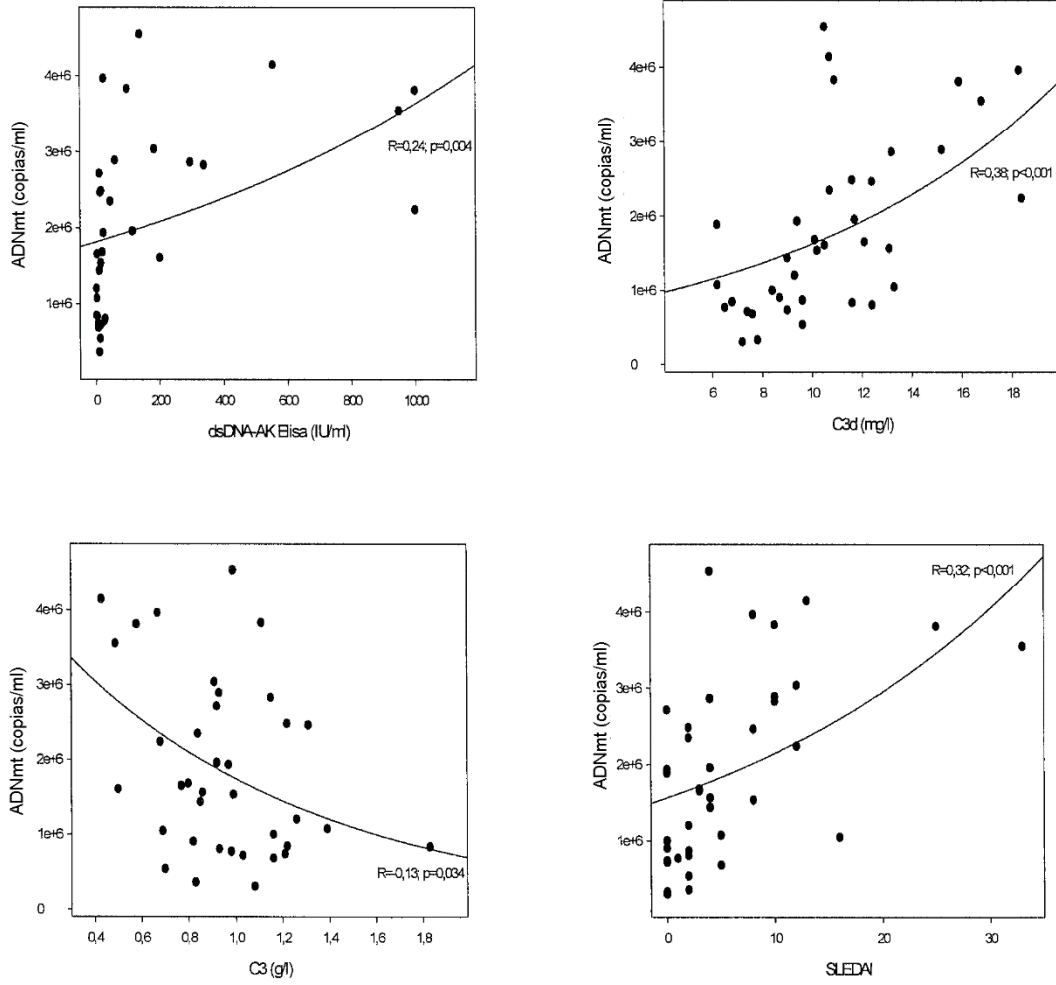 4e+6
3e+6
2e+6
1e+6
ADNmt (copias/ml)
R=0,24; p=0,004
0 200 400 600 800 1000
dsDNA-AK Elisa (IU/ml)
4e+6
3e+6
2e+6
1e+6
0
ADNmt (copias/ml)
R=0,38; p<0,001
6 8 10 12 14 16 18
C3d (mg/l)
4e+6
3e+6
2e+6
1e+6
0
ADNmt (copias/ml)
R=-0,13; p=0,034
0,4 0,6 0,8 1,0 1,2 1,4 1,6 1,8
C3 (g/l)
4e+6
3e+6
2e+6
1e+6
ADNmt (copias/ml)
R=0,32; p<0,001
0 10 20 30
SLEDAI